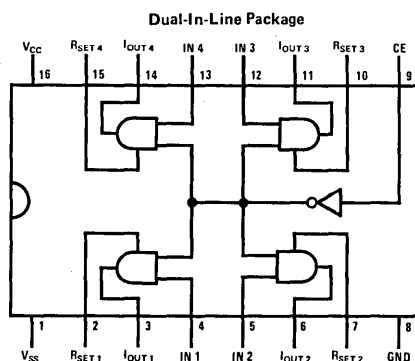 Dual-In-Line Package
VCC RSET 4 IOUT 4 IN 4 IN 3 IOUT 3 RSET 3 CE
16 15 14 13 12 11 10 9
1 2 3 4 5 6 7 8
VSS RSET 1 IOUT 1 IN 1 IN 2 IOUT 2 RSET 2 GND